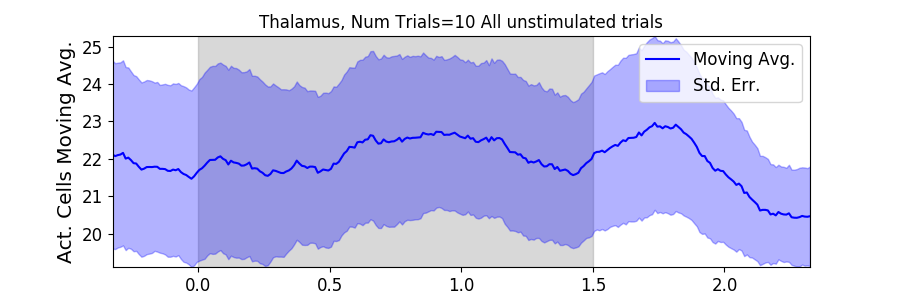 Thalamus, Num Trials=10 All unstimulated trials
Act. Cells Moving Avg.
25
24
23
22
21
20
Moving Avg.
Std. Err.
0.0 0.5 1.0 1.5 2.0